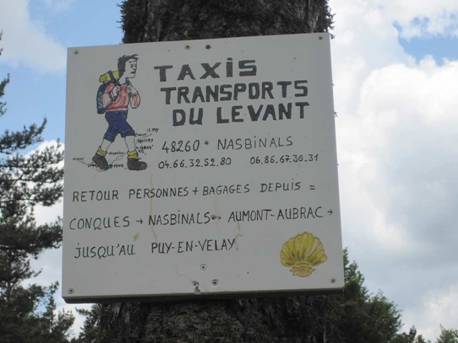 TAXIS
TRANSPORTS
DU LEVANT
48260 * NASBINALS
04.66.32.52.80 06.86.67.30.31
RETOUR PERSONNES + BAGAGES DEPUIS =
CONQUES → NASBINALS ↔ AUMONT-AUBRAC →
JUSQU'AU PUY-EN-VELAY